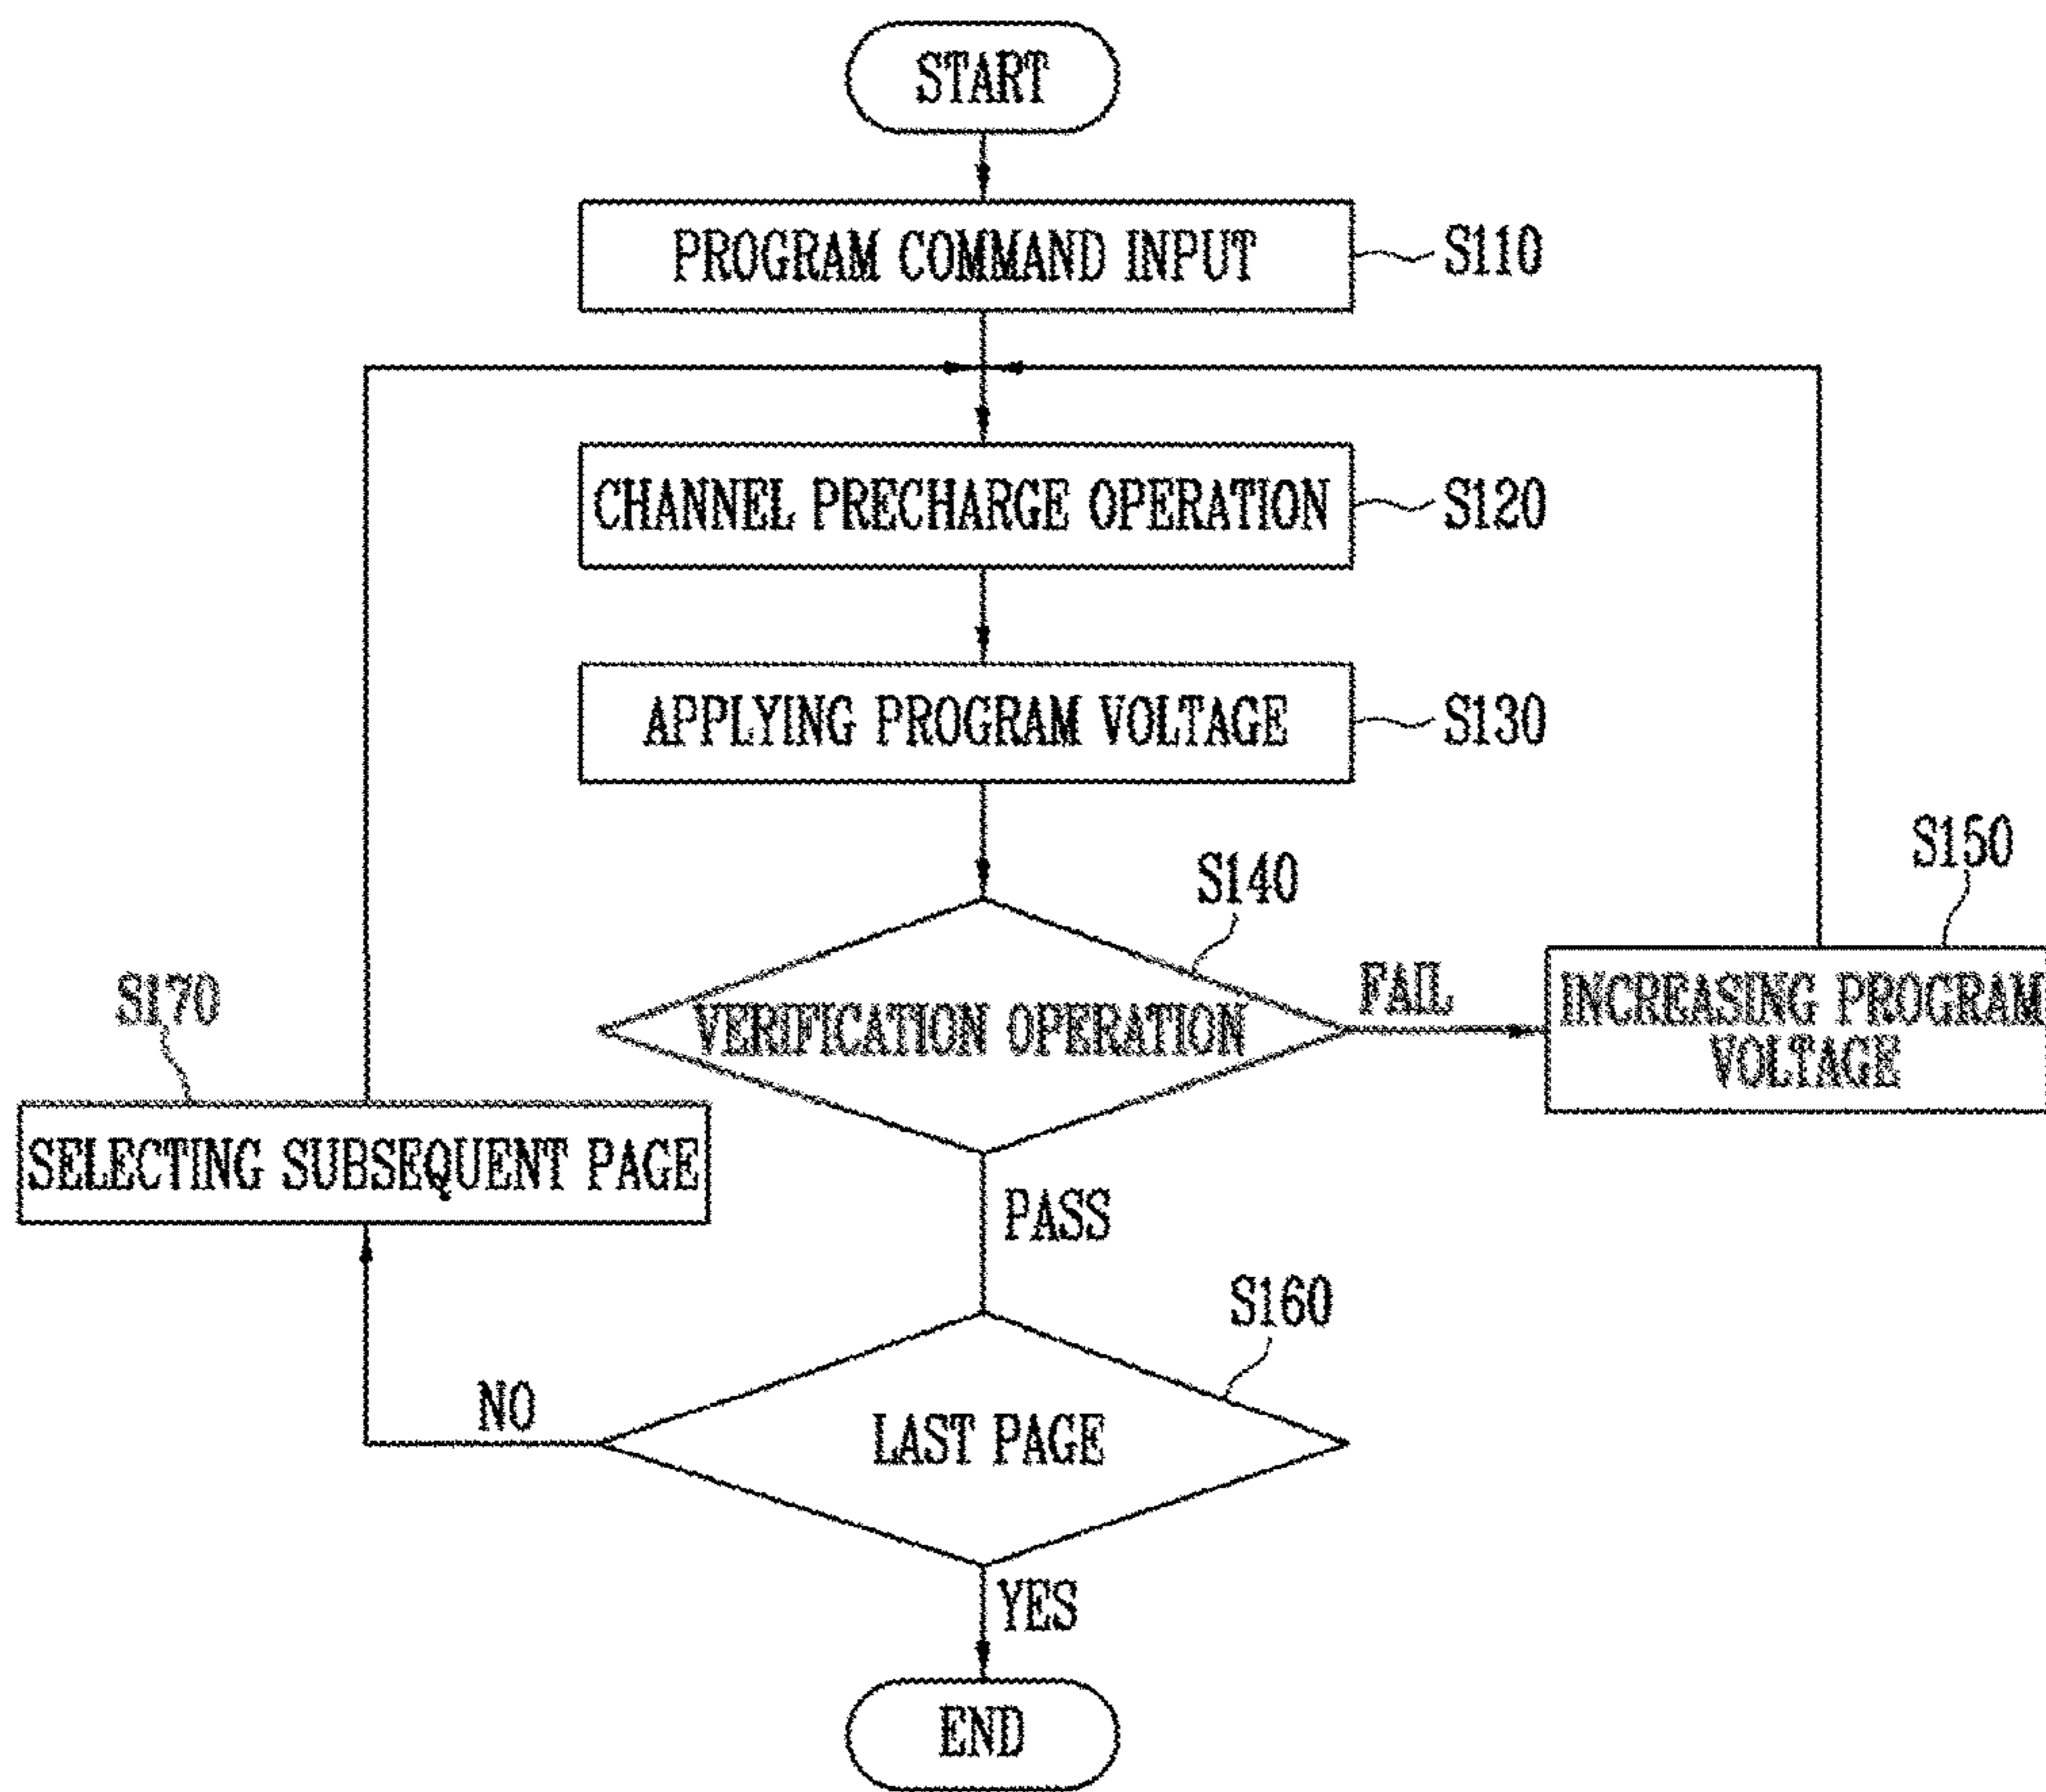 START
PROGRAM COMMAND INPUT
S110
CHANNEL PRECHARGE OPERATION
S120
APPLYING PROGRAM VOLTAGE
S130
S140
VERIFICATION OPERATION
FAIL
S150
INCREASING PROGRAM
VOLTAGE
S170
SELECTING SUBSEQUENT PAGE
PASS
S160
LAST PAGE
NO
YES
END